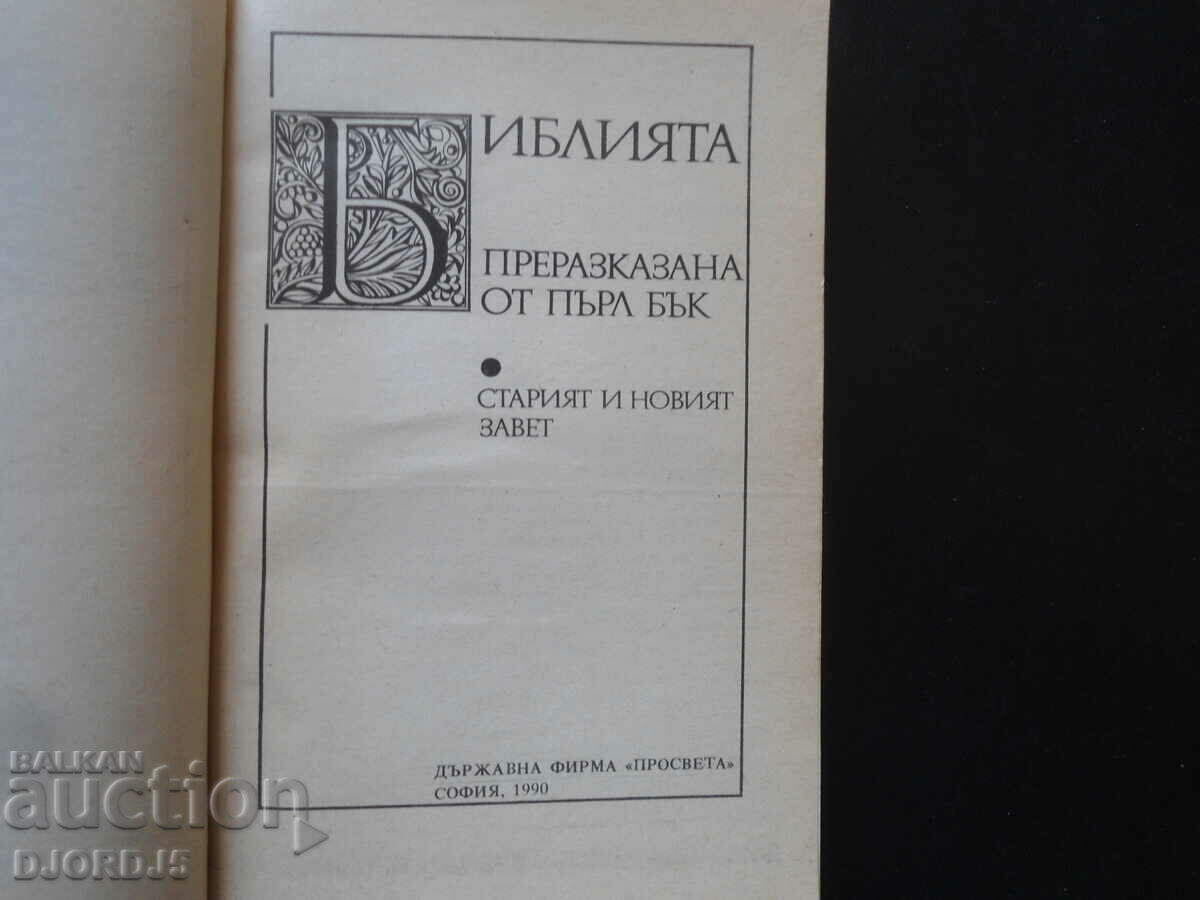 БИБЛИЯТА
ПРЕРАЗКАЗАНА
ОТ ПЪРЛ БЪК
СТАРИЯТ И НОВИЯТ
ЗАВЕТ
ДЪРЖАВНА ФИРМА «ПРОСВЕТА»
СОФИЯ, 1990
BALKAN
auction
DJORDJ5